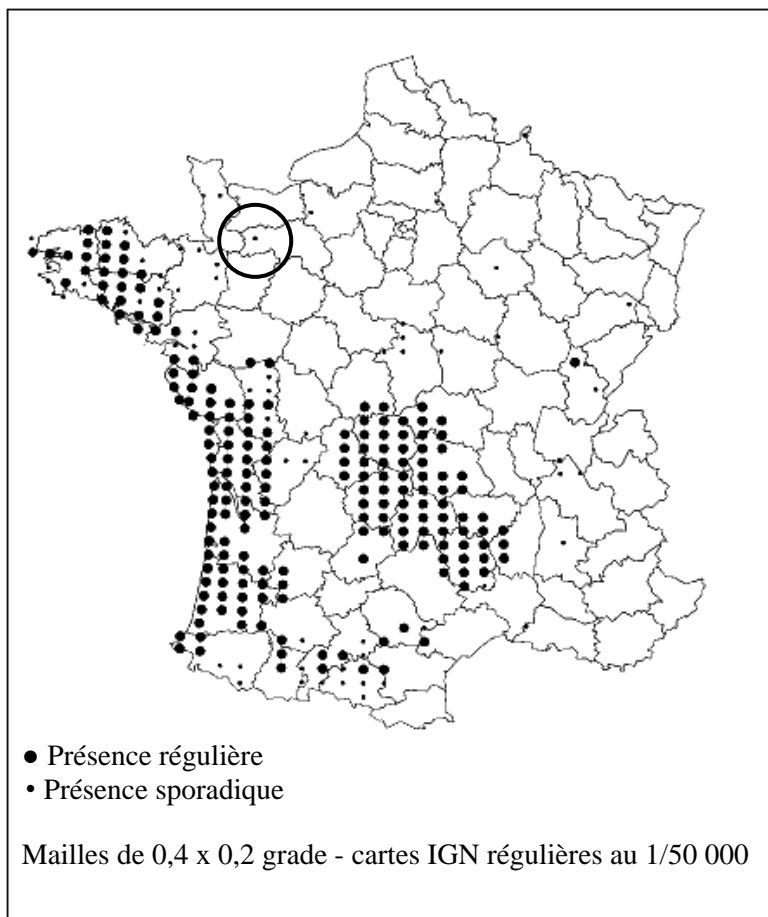 ● Présence régulière
• Présence sporadique
Mailles de 0,4 x 0,2 grade - cartes IGN régulières au 1/50 000